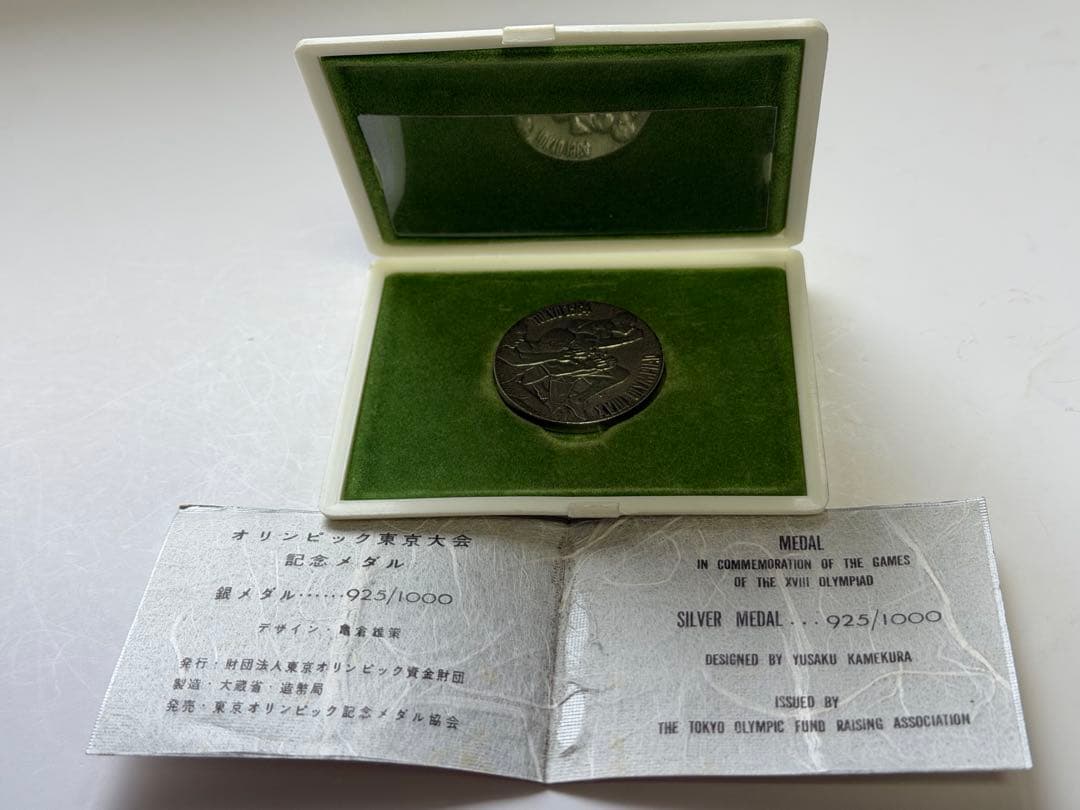 オリンピック東京大会
記念メダル
銀メダル……925/1000
デザイン・亀倉雄策
発行・財団法人東京オリンピック資金財団
製造・大蔵省・造幣局
発売・東京オリンピック記念メダル協会
MEDAL
IN COMMEMORATION OF THE GAMES
OF THE XVIII OLYMPIAD
SILVER MEDAL...925/1000
DESIGNED BY YUSAKU KAMEKURA
ISSUED BY
THE TOKYO OLYMPIC FUND RAISING ASSOCIATION